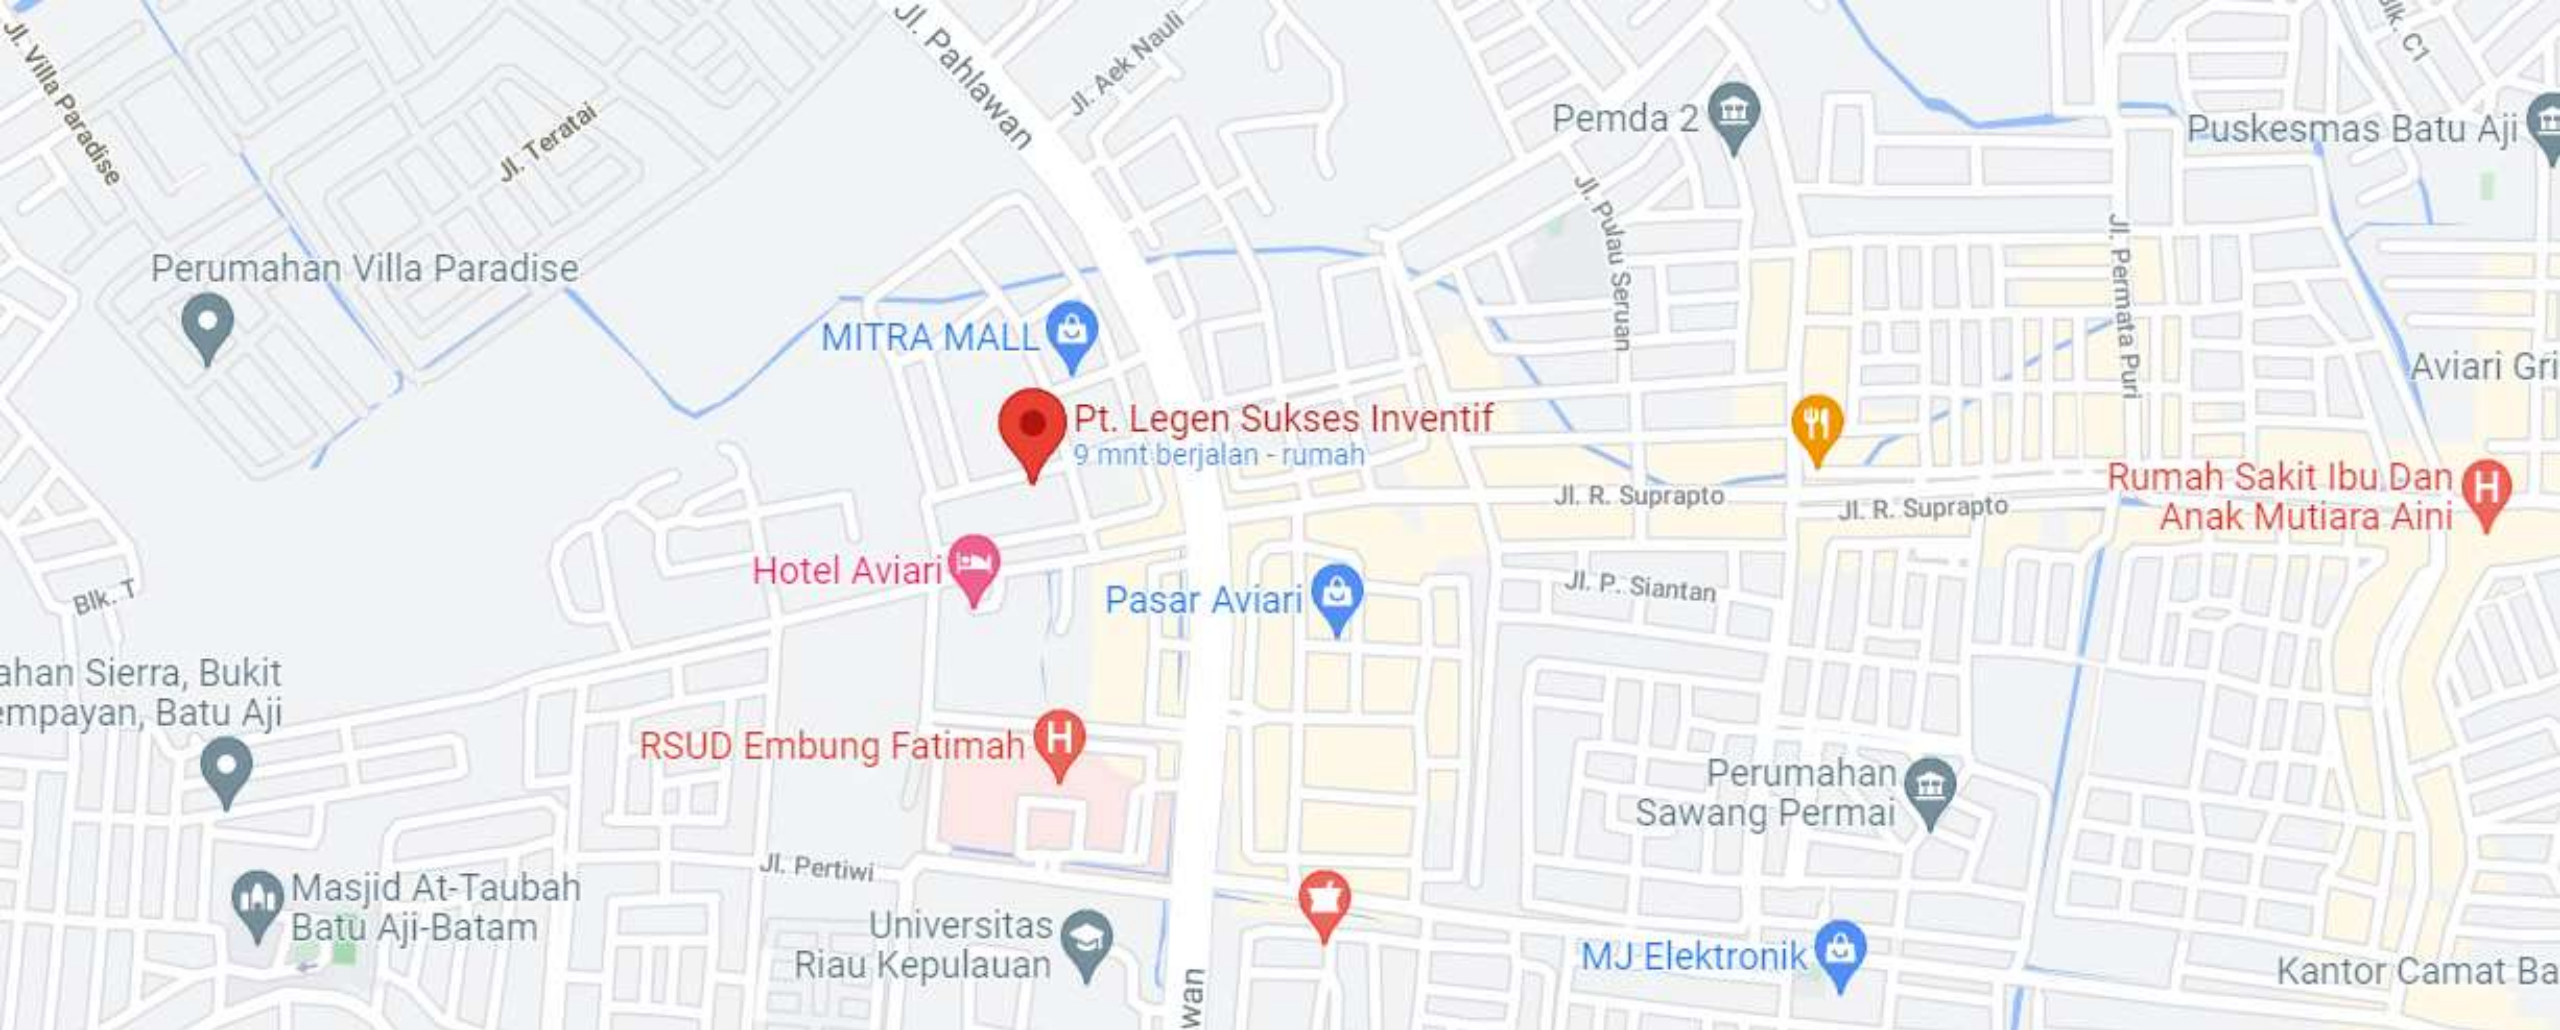 Jl. Villa Paradise
Jl. Teratai
Jl. Pahlawan
Jl. Aek Nauli
Blk. C1
Pemda 2
Puskesmas Batu Aji
Jl. Pulau Seruan
Jl. Permata Puri
Perumahan Villa Paradise
MITRA MALL
Aviari Gri
Pt. Legen Sukses Inventif
9 mnt berjalan - rumah
Jl. R. Suprapto
Jl. R. Suprapto
Rumah Sakit Ibu Dan
Anak Mutiara Aini
Hotel Aviari
Pasar Aviari
Jl. P. Siantan
Blk. T
ahan Sierra, Bukit
empayan, Batu Aji
RSUD Embung Fatimah
Perumahan
Sawang Permai
Jl. Pertiwi
Masjid At-Taubah
Batu Aji-Batam
Universitas
Riau Kepulauan
MJ Elektronik
Kantor Camat Ba
wan